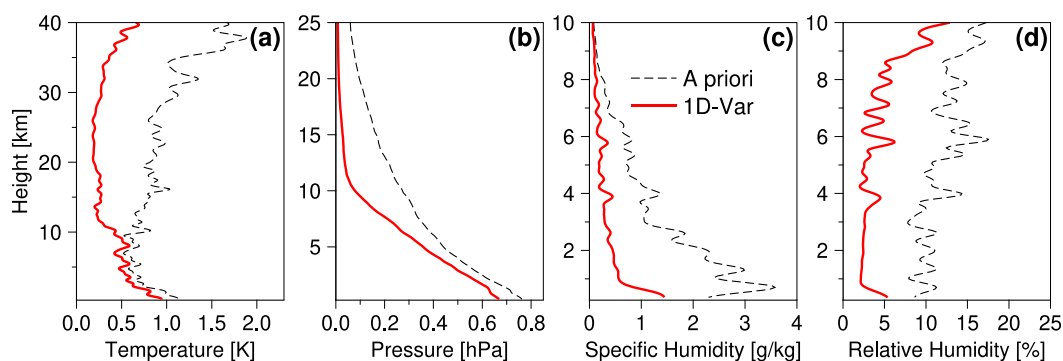 40
30
20
10
Height [km]
(a)
0.0 0.5 1.0 1.5 2.0
Temperature [K]
25
20
15
10
5
(b)
0.0 0.2 0.4 0.6 0.8
Pressure [hPa]
10
8
6
4
2
(c)
A priori
1D-Var
0 1 2 3 4
Specific Humidity [g/kg]
10
8
6
4
2
(d)
0 5 10 15 20 25
Relative Humidity [%]